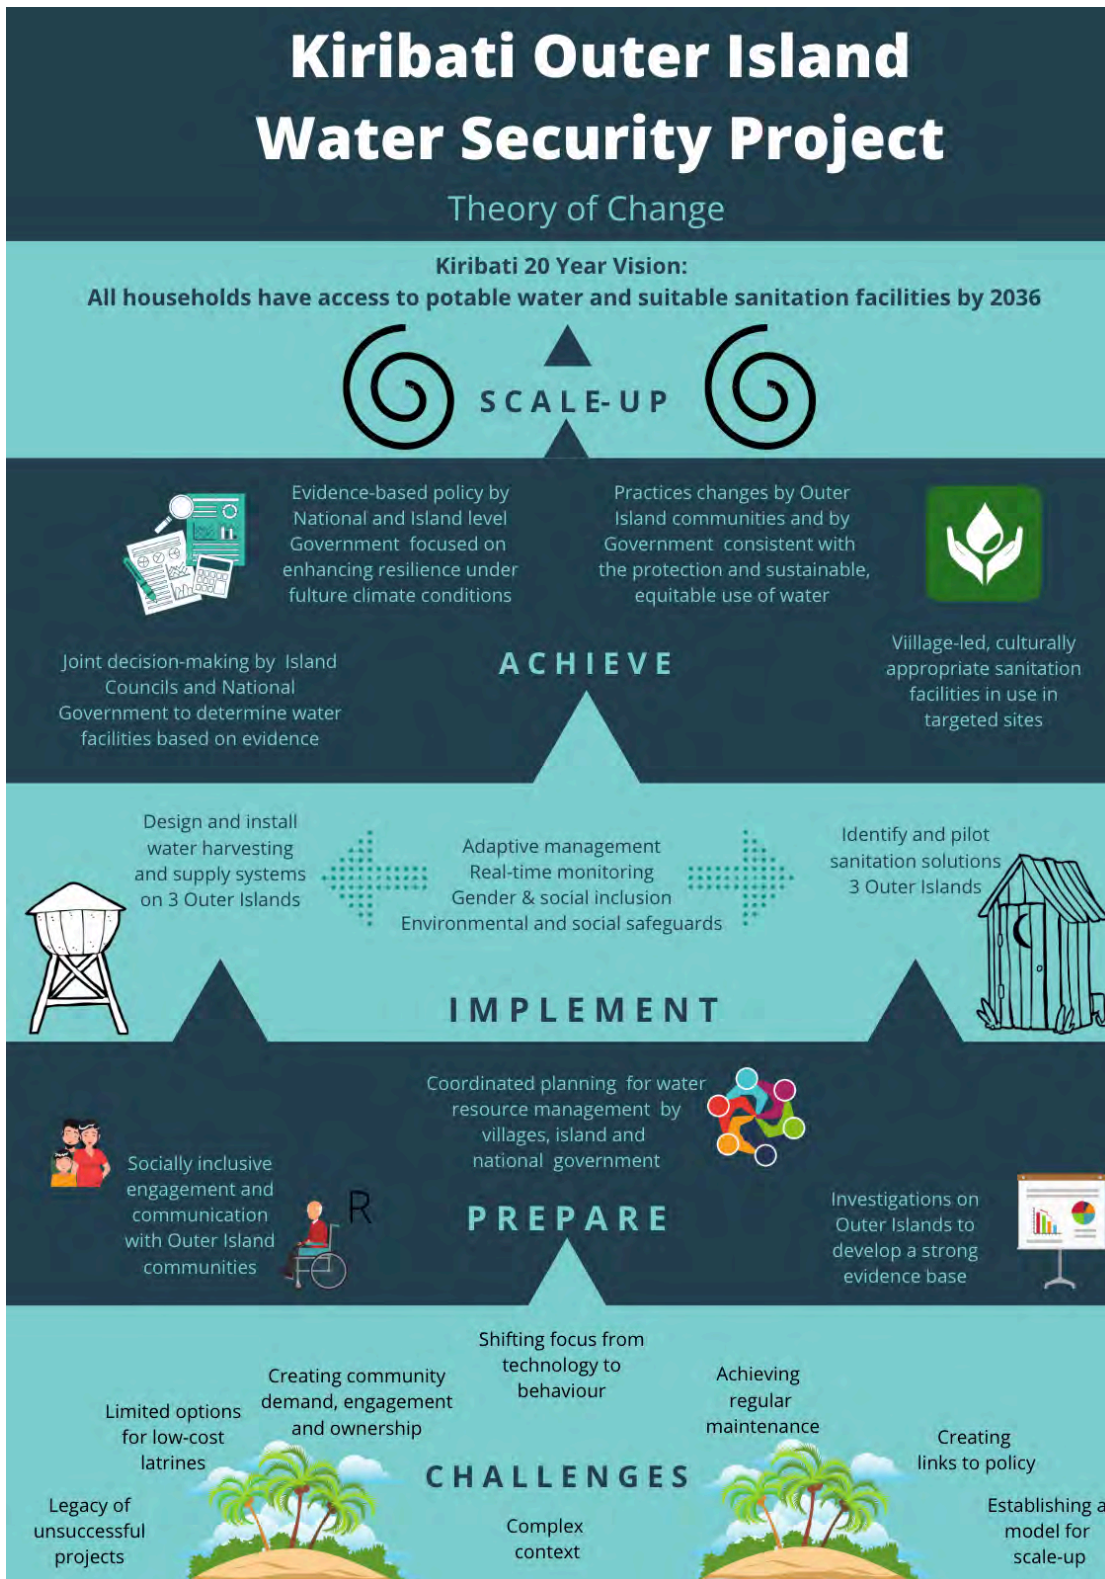 Kiribati Outer Island
Water Security Project
Theory of Change
Kiribati 20 Year Vision:
All households have access to potable water and suitable sanitation facilities by 2036
SCALE-UP
Evidence-based policy by
National and Island level
Government focused on
enhancing resilience under
fulture climate conditions
Practices changes by Outer
Island communities and by
Government consistent with
the protection and sustainable,
equitable use of water
Joint decision-making by Island
Councils and National
Government to determine water
facilities based on evidence
ACHIEVE
Viillage-led, culturally
appropriate sanitation
facilities in use in
targeted sites
Design and install
water harvesting
and supply systems
on 3 Outer Islands
Adaptive management
Real-time monitoring
Gender & social inclusion
Environmental and social safeguards
Identify and pilot
sanitation solutions
3 Outer Islands
IMPLEMENT
Coordinated planning for water
resource management by
villages, island and
national government
Socially inclusive
engagement and
communication
with Outer Island
communities
R
PREPARE
Investigations on
Outer Islands to
develop a strong
evidence base
Shifting focus from
technology to
behaviour
Creating community
demand, engagement
and ownership
Achieving
regular
maintenance
Limited options
for low-cost
latrines
Creating
links to policy
CHALLENGES
Legacy of
unsuccessful
projects
Complex
context
Establishing a
model for
scale-up